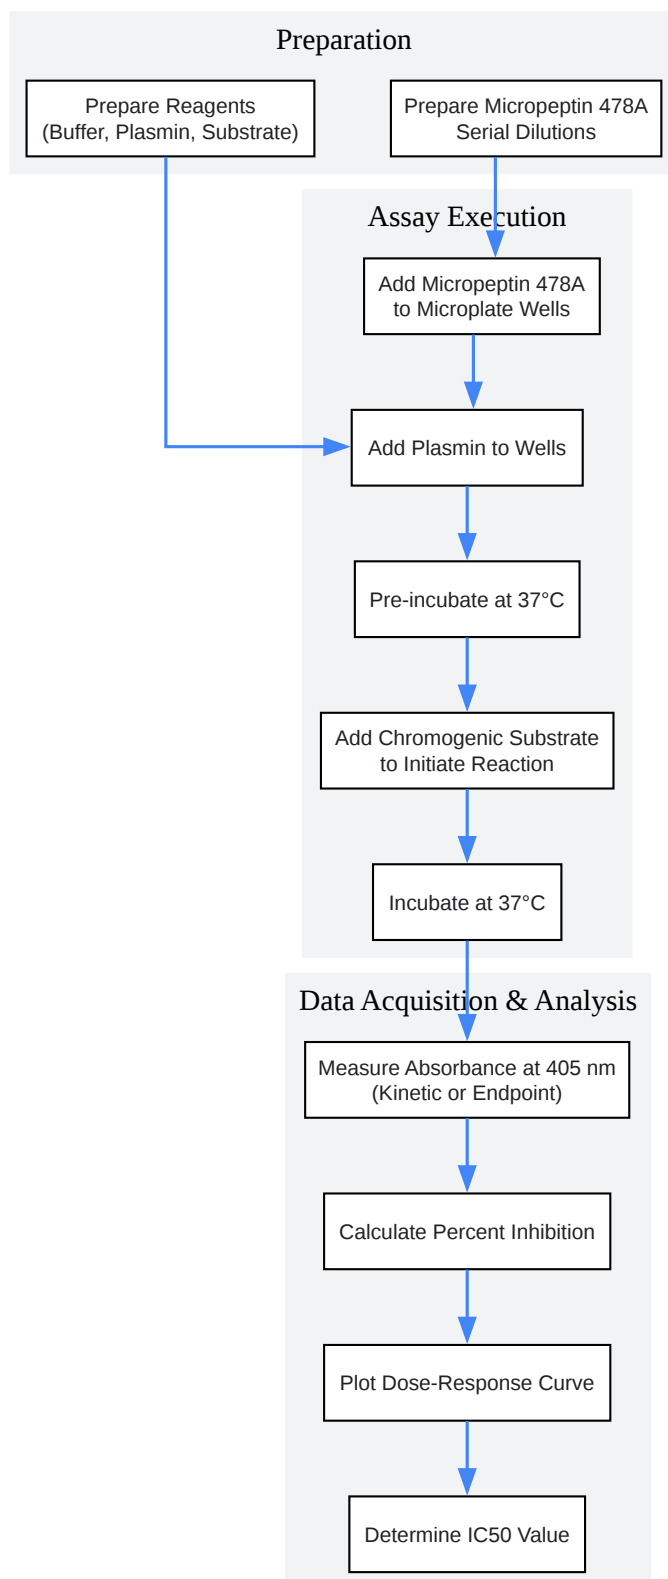 Preparation
Prepare Reagents
(Buffer, Plasmin, Substrate)
Prepare Micropeptin 478A
Serial Dilutions
Assay Execution
Add Micropeptin 478A
to Microplate Wells
Add Plasmin to Wells
Pre-incubate at 37°C
Add Chromogenic Substrate
to Initiate Reaction
Incubate at 37°C
Data Acquisition & Analysis
Measure Absorbance at 405 nm
(Kinetic or Endpoint)
Calculate Percent Inhibition
Plot Dose-Response Curve
Determine IC50 Value